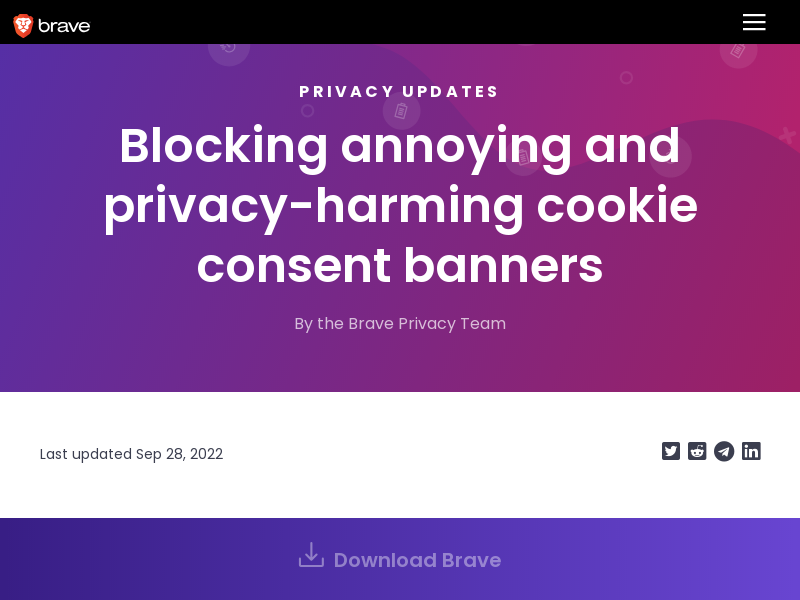 brave
PRIVACY UPDATES
Blocking annoying and
privacy-harming cookie
consent banners
By the Brave Privacy Team
Last updated Sep 28, 2022
Download Brave